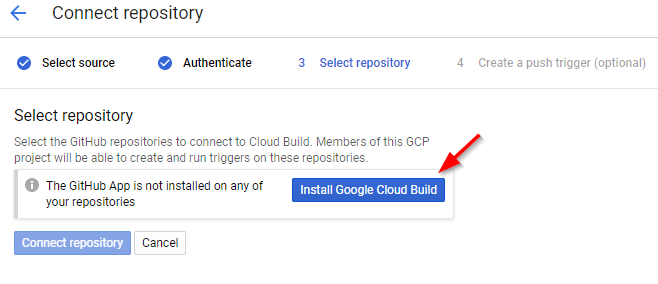 Connect repository
Select source Authenticate 3 Select repository 4 Create a push trigger (optional)
Select repository
Select the GitHub repositories to connect to Cloud Build. Members of this GCP
project will be able to create and run triggers on these repositories.
The GitHub App is not installed on any of
your repositories
Install Google Cloud Build
Connect repository Cancel